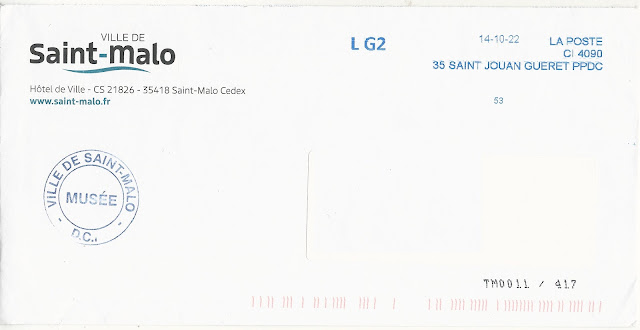 VILLE DE
Saint-malo
Hôtel de Ville - CS 21826 - 35418 Saint-Malo Cedex
www.saint-malo.fr
L G2
14-10-22 LA POSTE
CI 4090
35 SAINT JOUAN GUERET PPDC
53
VILLE DE SAINT-MALO
MUSÉE
- D.C. -
TM0011 / 417